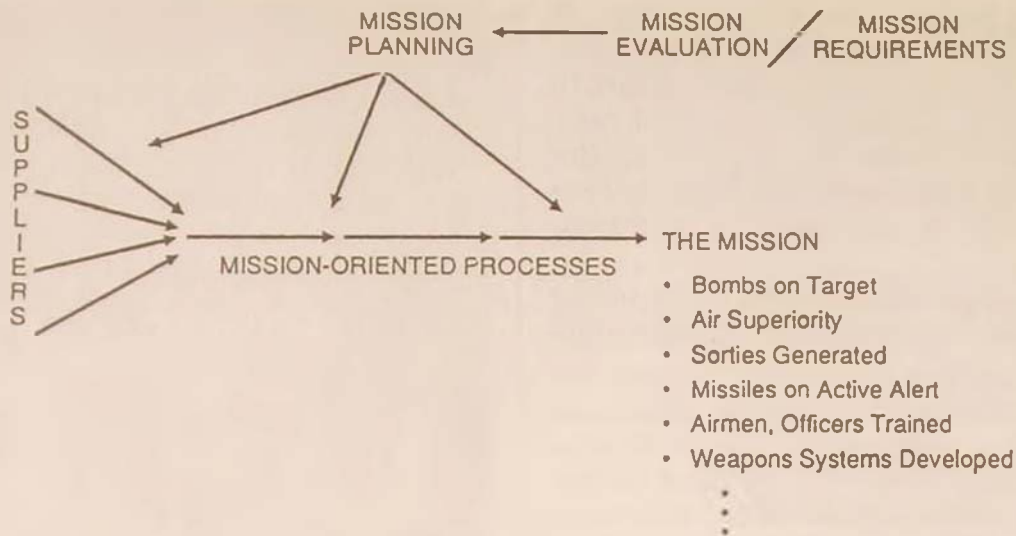 MISSION
PLANNING
MISSION
EVALUATION
/
MISSION
REQUIREMENTS
SUPPLIERS
MISSION-ORIENTED PROCESSES
THE MISSION
• Bombs on Target
• Air Superiority
• Sorties Generated
• Missiles on Active Alert
• Airmen, Officers Trained
• Weapons Systems Developed